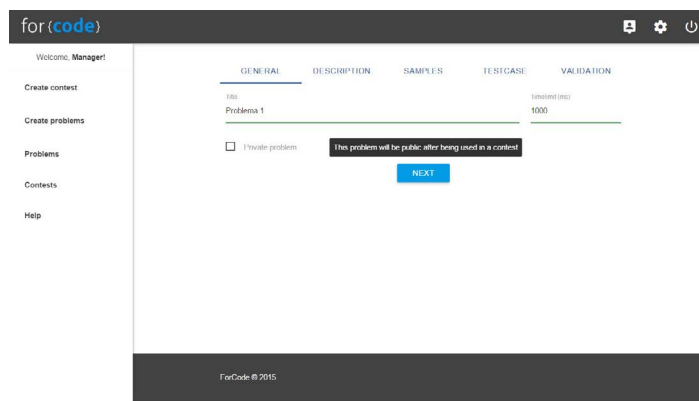 for{code}
Welcome, Manager!
Create contest
Create problems
Problems
Contests
Help
GENERAL DESCRIPTION SAMPLES TESTCASE VALIDATION
Title Timelimit (ms)
Problema 1 1000
Private problem This problem will be public after being used in a contest
NEXT
ForCode © 2015